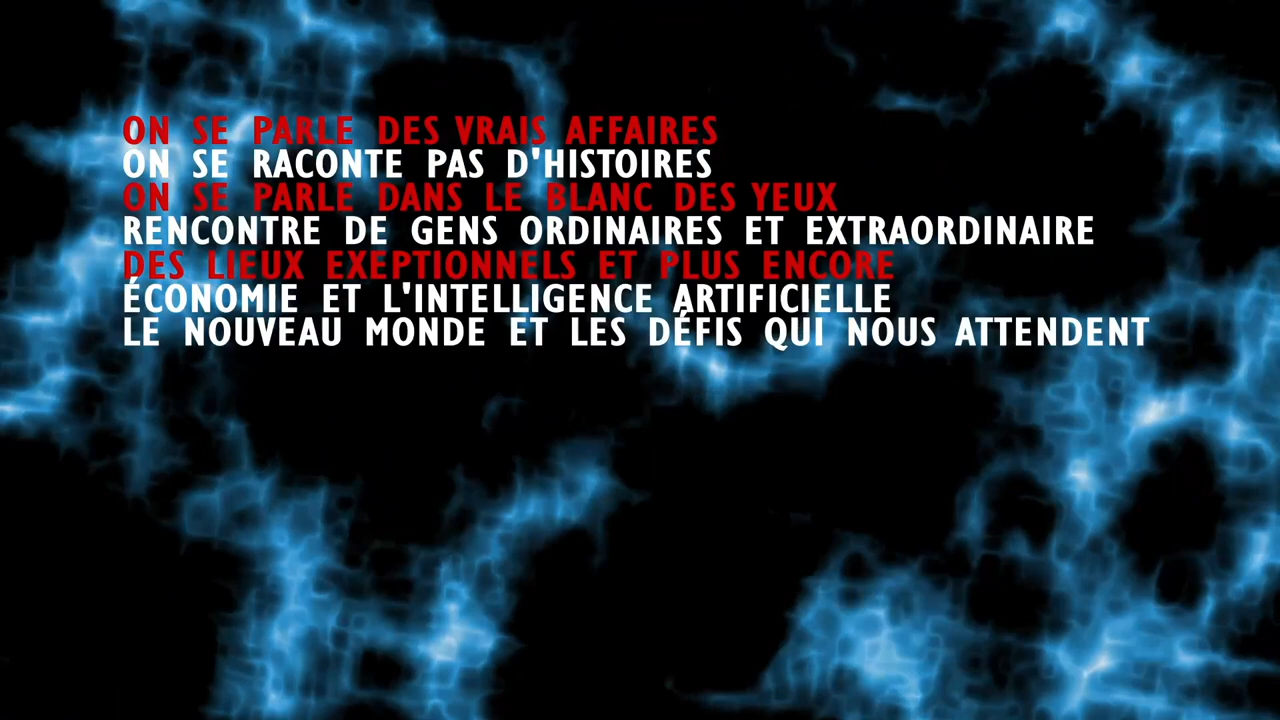 ON SE PARLE DES VRAIS AFFAIRES
ON SE RACONTE PAS D'HISTOIRES
ON SE PARLE DANS LE BLANC DES YEUX
RENCONTRE DE GENS ORDINAIRES ET EXTRAORDINAIRE
DES LIEUX EXEPTIONNELS ET PLUS ENCORE
ÉCONOMIE ET L'INTELLIGENCE ARTIFICIELLE
LE NOUVEAU MONDE ET LES DÉFIS QUI NOUS ATTENDENT